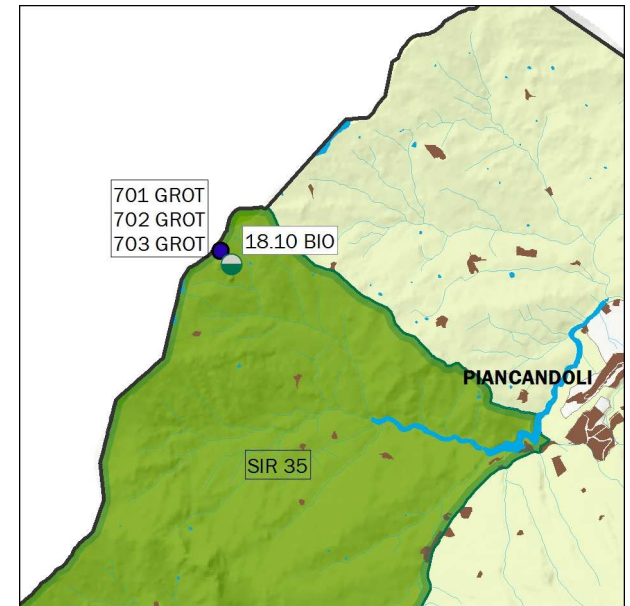 701 GROT
702 GROT
703 GROT
18.10 BIO
PIANCANDOLI
SIR 35